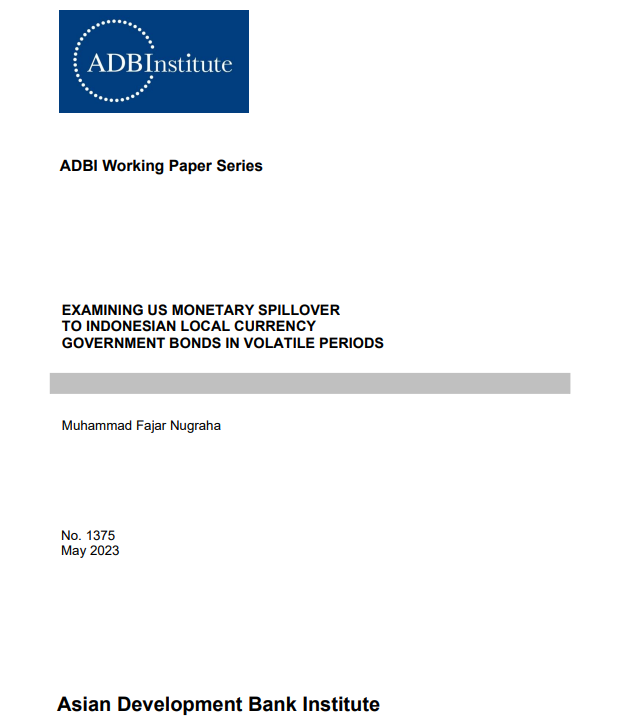 ADBInstitute
ADBI Working Paper Series
EXAMINING US MONETARY SPILLOVER
TO INDONESIAN LOCAL CURRENCY
GOVERNMENT BONDS IN VOLATILE PERIODS
Muhammad Fajar Nugraha
No. 1375
May 2023
Asian Development Bank Institute